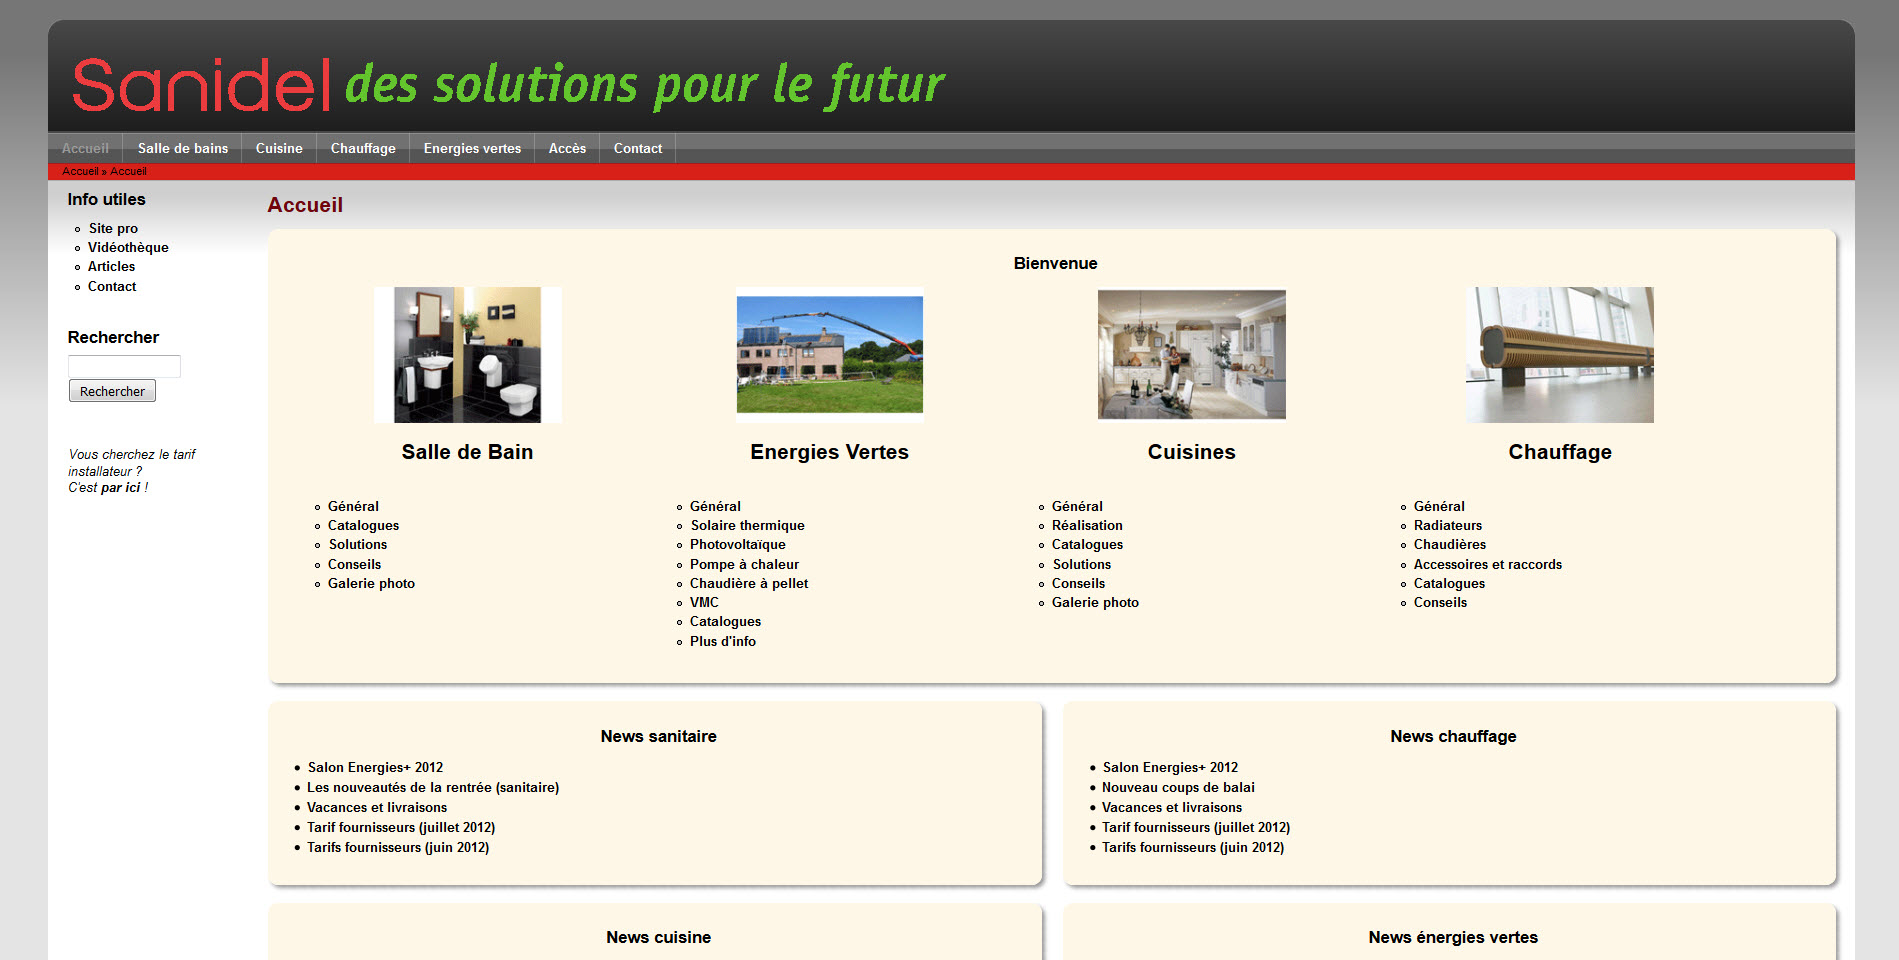 Sanidel des solutions pour le futur
Accueil Salle de bains Cuisine Chauffage Energies vertes Accès Contact
Accueil » Accueil
Info utiles
Site pro
Vidéothèque
Articles
Contact
Rechercher
Rechercher
Vous cherchez le tarif
installateur ?
C'est par ici !
Accueil
Bienvenue
Salle de Bain
Général
Catalogues
Solutions
Conseils
Galerie photo
Energies Vertes
Général
Solaire thermique
Photovoltaïque
Pompe à chaleur
Chaudière à pellet
VMC
Catalogues
Plus d'info
Cuisines
Général
Réalisation
Catalogues
Solutions
Conseils
Galerie photo
Chauffage
Général
Radiateurs
Chaudières
Accessoires et raccords
Catalogues
Conseils
News sanitaire
Salon Energies+ 2012
Les nouveautés de la rentrée (sanitaire)
Vacances et livraisons
Tarif fournisseurs (juillet 2012)
Tarifs fournisseurs (juin 2012)
News chauffage
Salon Energies+ 2012
Nouveau coups de balai
Vacances et livraisons
Tarif fournisseurs (juillet 2012)
Tarifs fournisseurs (juin 2012)
News cuisine
News énergies vertes